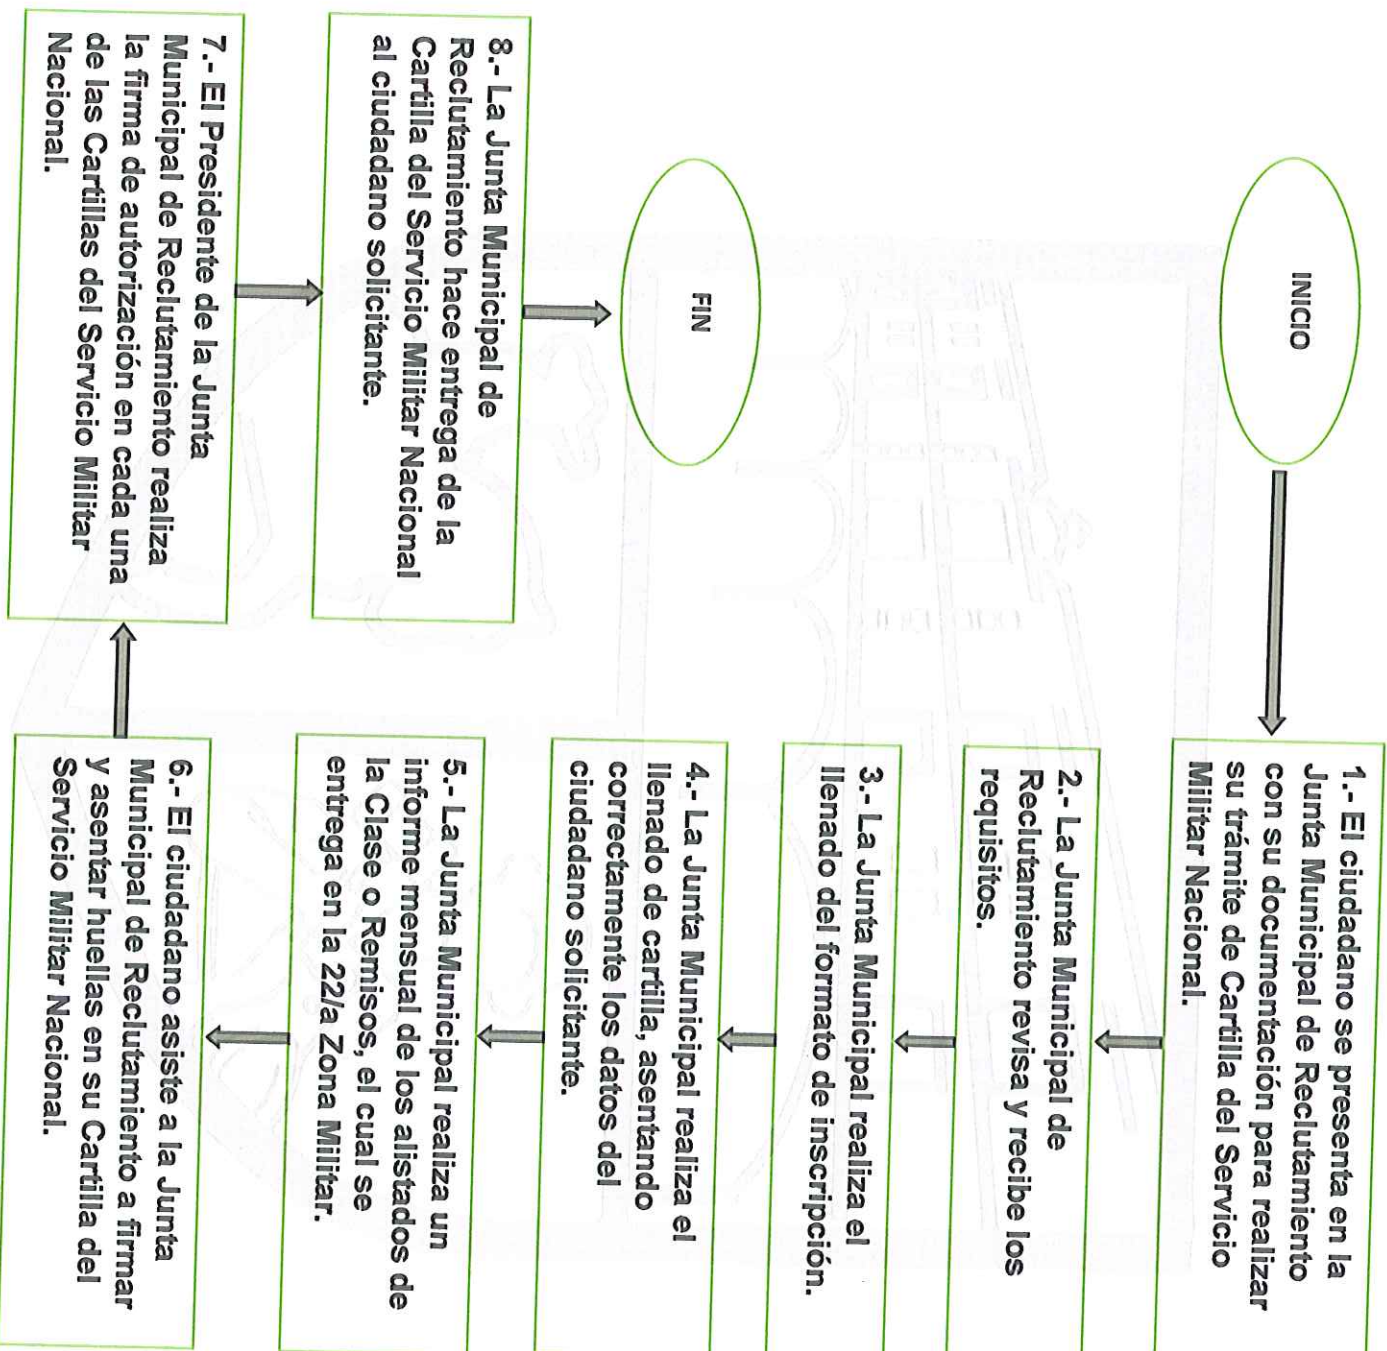 INICIO
1.- El ciudadano se presenta en la
Junta Municipal de Reclutamiento
con su documentación para realizar
su trámite de Cartilla del Servicio
Militar Nacional.
2.- La Junta Municipal de
Reclutamiento revisa y recibe los
requisitos.
3.- La Junta Municipal realiza el
llenado del formato de inscripción.
4.- La Junta Municipal realiza el
llenado de cartilla, asentando
correctamente los datos del
ciudadano solicitante.
5.- La Junta Municipal realiza un
informe mensual de los alistados de
la Clase o Remisos, el cual se
entrega en la 22/a Zona Militar.
6.- El ciudadano asiste a la Junta
Municipal de Reclutamiento a firmar
y asentar huellas en su Cartilla del
Servicio Militar Nacional.
7.- El Presidente de la Junta
Municipal de Reclutamiento realiza
la firma de autorización en cada una
de las Cartillas del Servicio Militar
Nacional.
8.- La Junta Municipal de
Reclutamiento hace entrega de la
Cartilla del Servicio Militar Nacional
al ciudadano solicitante.
FIN